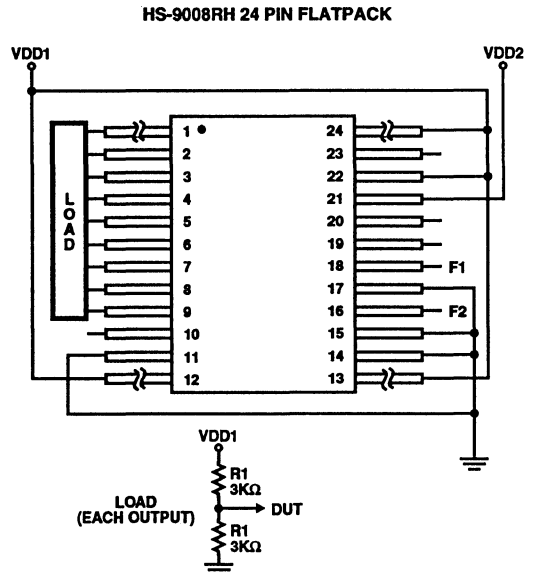 HS-9008RH 24 PIN FLATPACK
VDD1
VDD2
LOAD
1
2
3
4
5
6
7
8
9
10
11
12
24
23
22
21
20
19
18
17
16
15
14
13
F1
F2
VDD1
R1
3KΩ
LOAD
(EACH OUTPUT)
DUT
R1
3KΩ